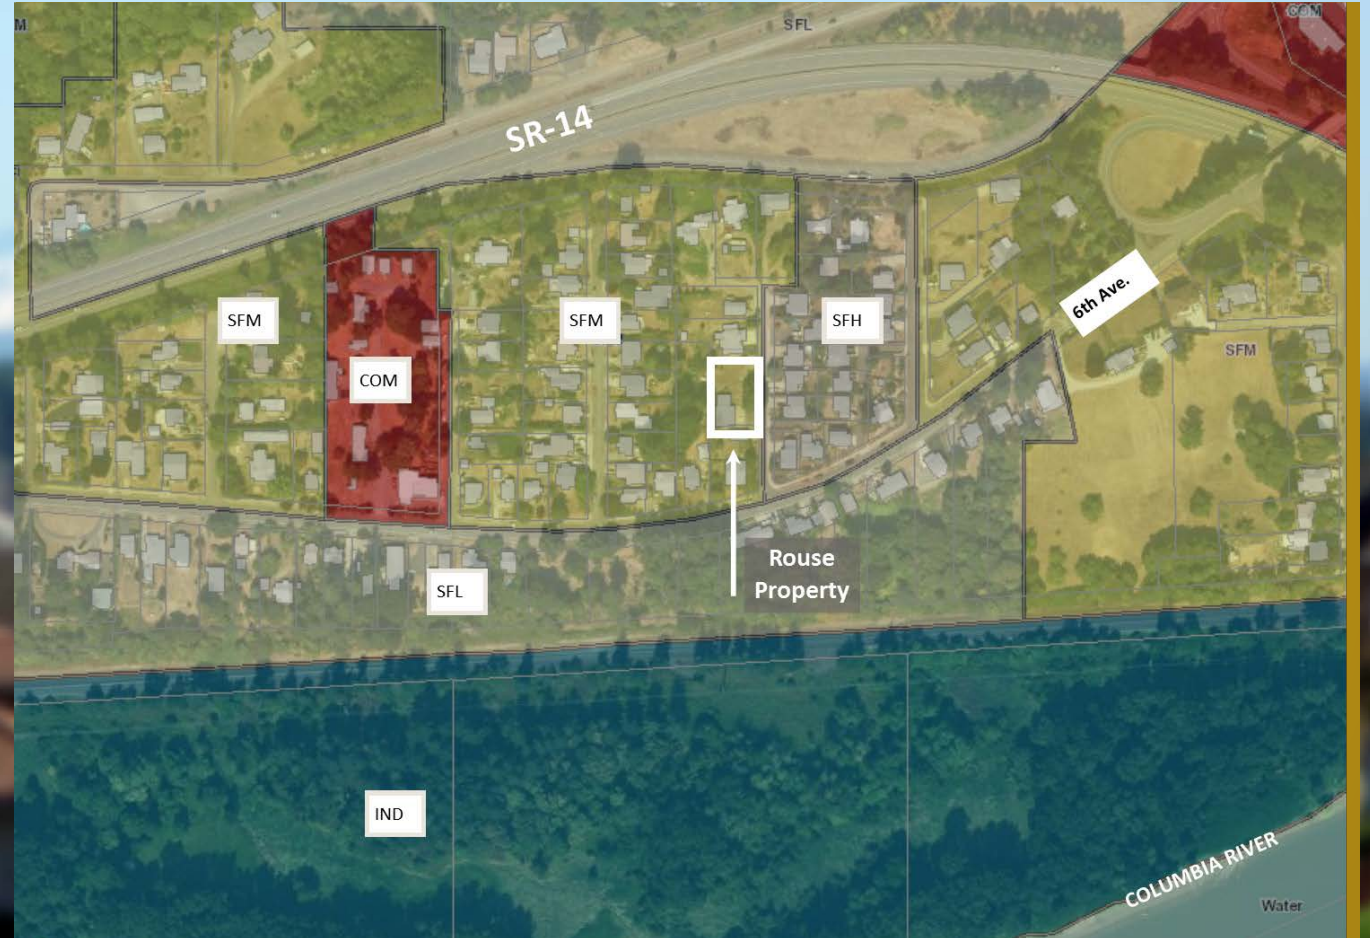 M
COM
SFL
SR-14
6th Ave.
SFM
SFM
SFH
SFM
COM
Rouse
Property
SFL
IND
COLUMBIA RIVER
Water